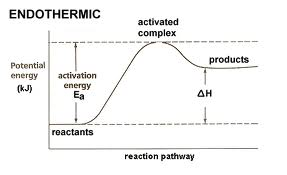 ENDOTHERMIC
activated
complex
Potential
energy
(kJ)
activation
energy
Ea
products
ΔH
reactants
reaction pathway